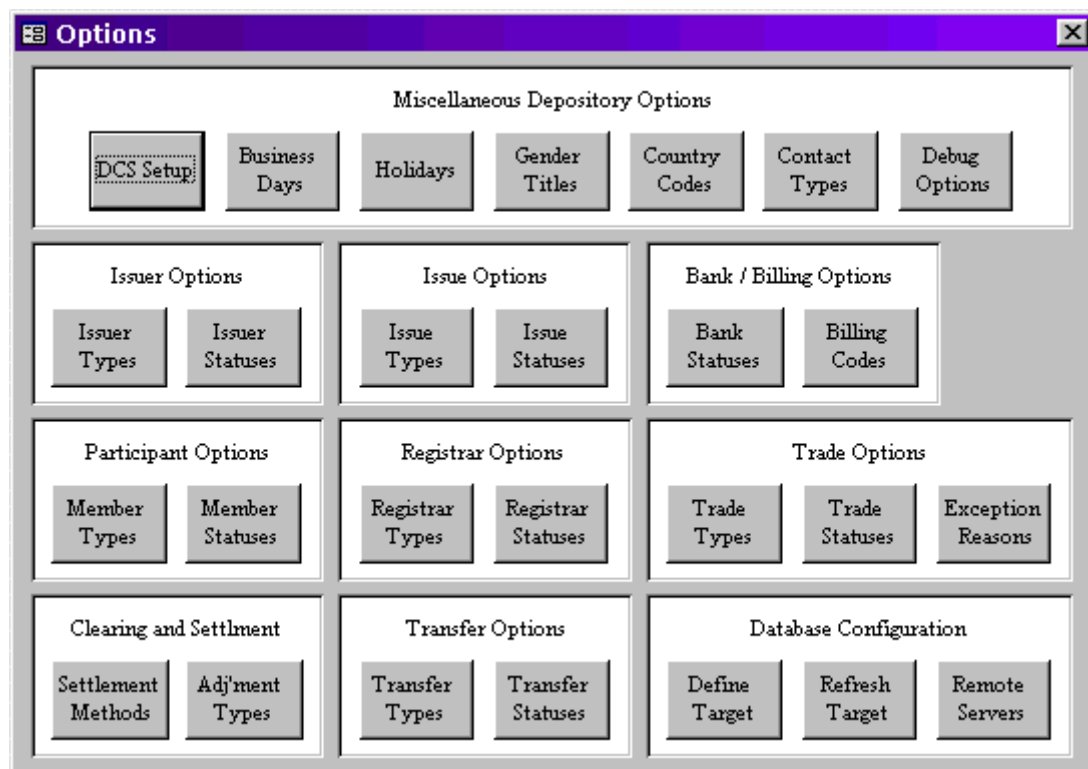 Options
Miscellaneous Depository Options
DCS Setup
Business
Days
Holidays
Gender
Titles
Country
Codes
Contact
Types
Debug
Options
Issuer Options
Issuer
Types
Issuer
Statuses
Issue Options
Issue
Types
Issue
Statuses
Bank / Billing Options
Bank
Statuses
Billing
Codes
Participant Options
Member
Types
Member
Statuses
Registrar Options
Registrar
Types
Registrar
Statuses
Trade Options
Trade
Types
Trade
Statuses
Exception
Reasons
Clearing and Settlment
Settlement
Methods
Adj'ment
Types
Transfer Options
Transfer
Types
Transfer
Statuses
Database Configuration
Define
Target
Refresh
Target
Remote
Servers